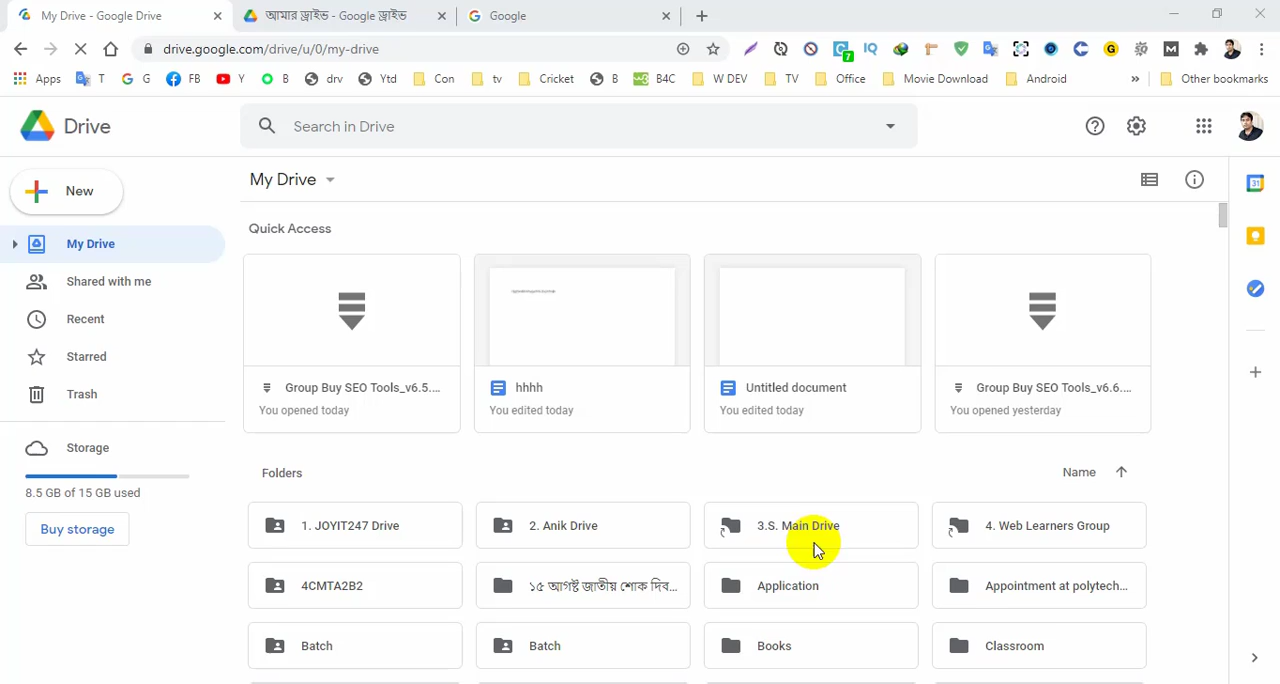 My Drive - Google Drive
আমার ড্রাইভ - Google ড্রাইভ
Google
drive.google.com/drive/u/0/my-drive
Apps T G FB Y B drv Ytd Con tv Cricket B B4C W DEV TV Office Movie Download Android » Other bookmarks
Drive
Search in Drive
New
My Drive
Quick Access
My Drive
Shared with me
Recent
Starred
Trash
Storage
8.5 GB of 15 GB used
Buy storage
Group Buy SEO Tools_v6.5....
You opened today
hhhh
You edited today
Untitled document
You edited today
Group Buy SEO Tools_v6.6....
You opened yesterday
Folders
Name
1. JOYIT247 Drive
2. Anik Drive
3.S. Main Drive
4. Web Learners Group
4CMTA2B2
১৫ আগস্ট জাতীয় শোক দিব...
Application
Appointment at polytech...
Batch
Batch
Books
Classroom